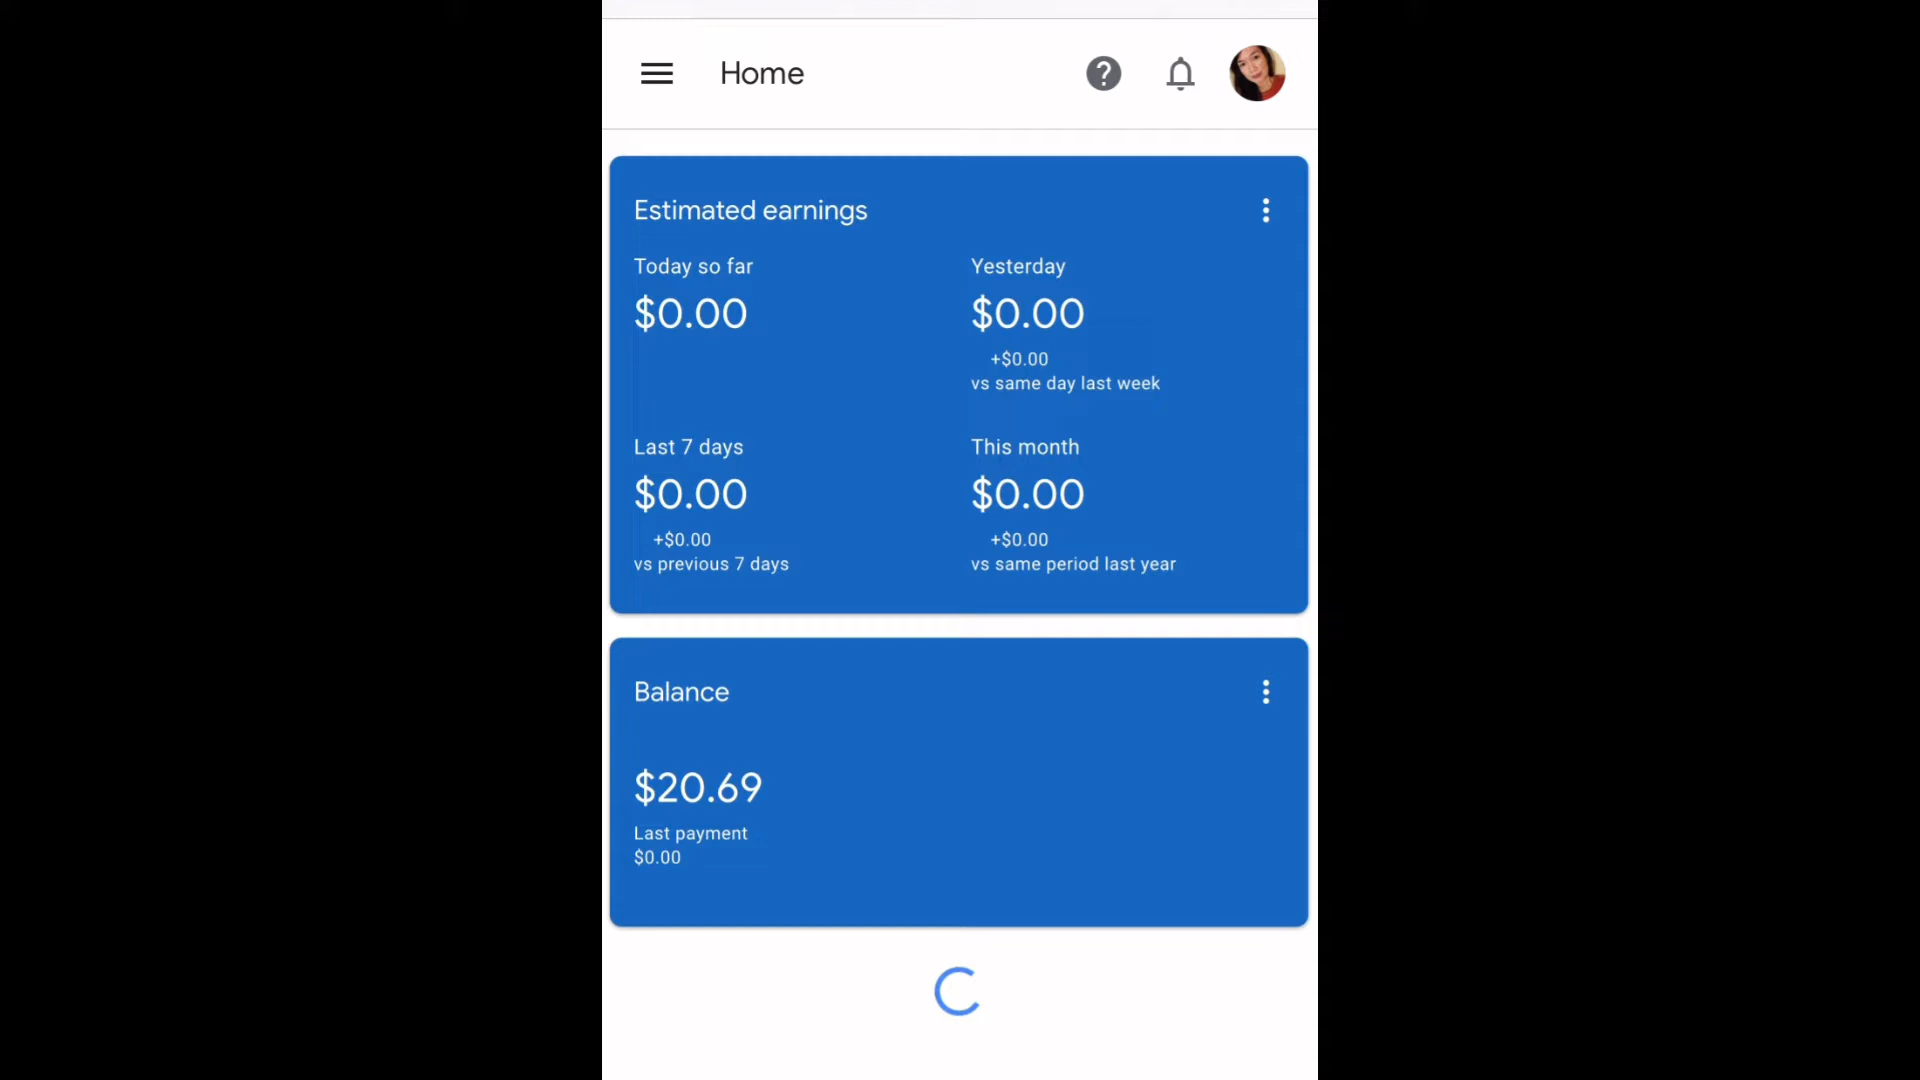 Home
Estimated earnings
Today so far
$0.00
Yesterday
$0.00
+$0.00
vs same day last week
Last 7 days
$0.00
+$0.00
vs previous 7 days
This month
$0.00
+$0.00
vs same period last year
Balance
$20.69
Last payment
$0.00